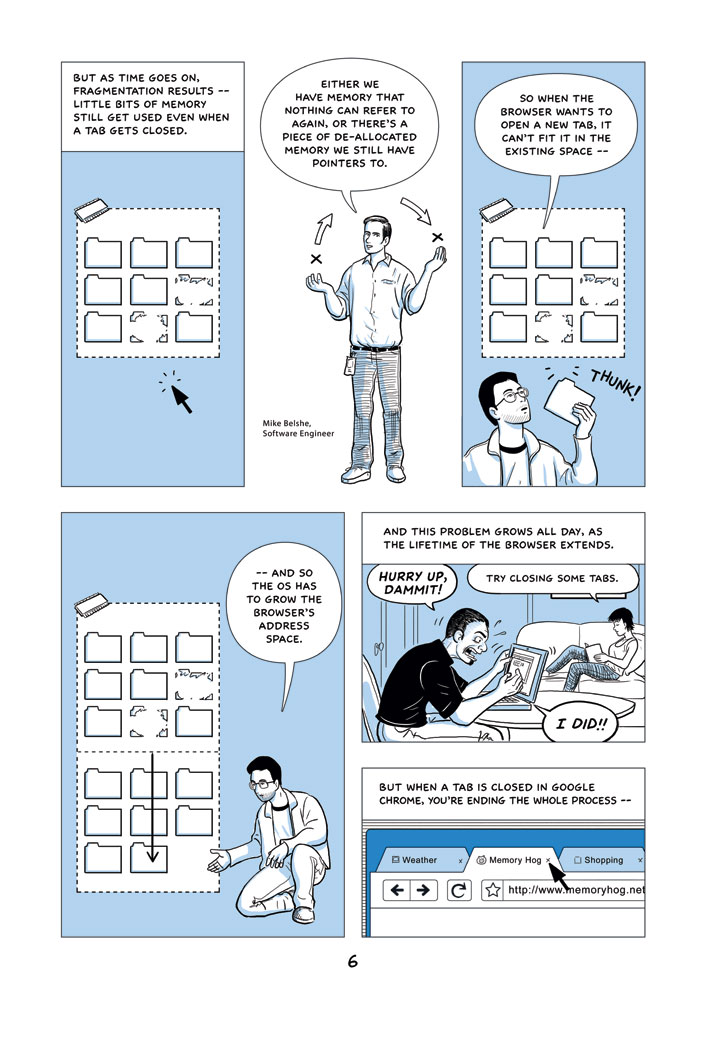 BUT AS TIME GOES ON,
FRAGMENTATION RESULTS --
LITTLE BITS OF MEMORY
STILL GET USED EVEN WHEN
A TAB GETS CLOSED.
EITHER WE
HAVE MEMORY THAT
NOTHING CAN REFER TO
AGAIN, OR THERE'S A
PIECE OF DE-ALLOCATED
MEMORY WE STILL HAVE
POINTERS TO.
Mike Belshe,
Software Engineer
SO WHEN THE
BROWSER WANTS TO
OPEN A NEW TAB, IT
CAN'T FIT IT IN THE
EXISTING SPACE --
THUNK!
-- AND SO
THE OS HAS
TO GROW THE
BROWSER'S
ADDRESS
SPACE.
AND THIS PROBLEM GROWS ALL DAY, AS
THE LIFETIME OF THE BROWSER EXTENDS.
HURRY UP,
DAMMIT!
TRY CLOSING SOME TABS.
I DID!!
BUT WHEN A TAB IS CLOSED IN GOOGLE
CHROME, YOU'RE ENDING THE WHOLE PROCESS --
Weather x Memory Hog x Shopping x
http://www.memoryhog.net
6